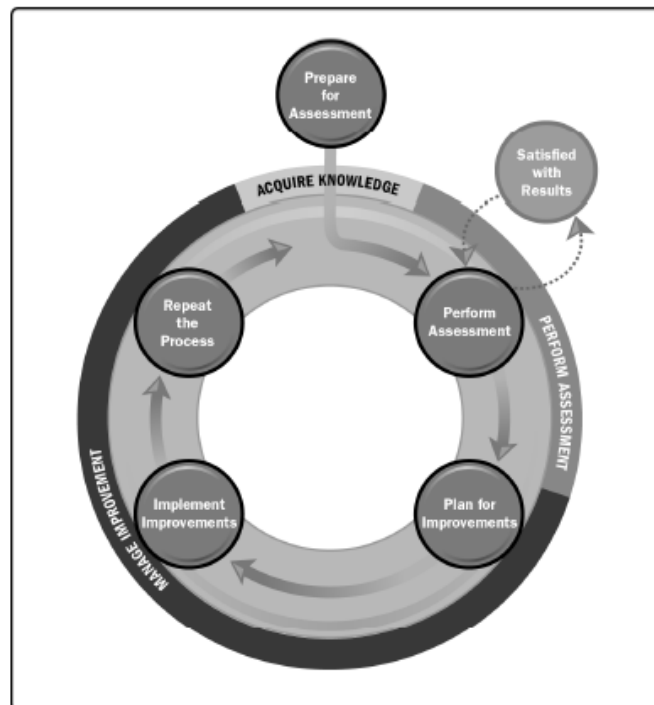 Prepare
for
Assessment
Satisfied
with
Results
ACQUIRE KNOWLEDGE
Repeat
the
Process
Perform
Assessment
PERFORM ASSESSMENT
Implement
Improvements
Plan for
Improvements
MANAGE IMPROVEMENT